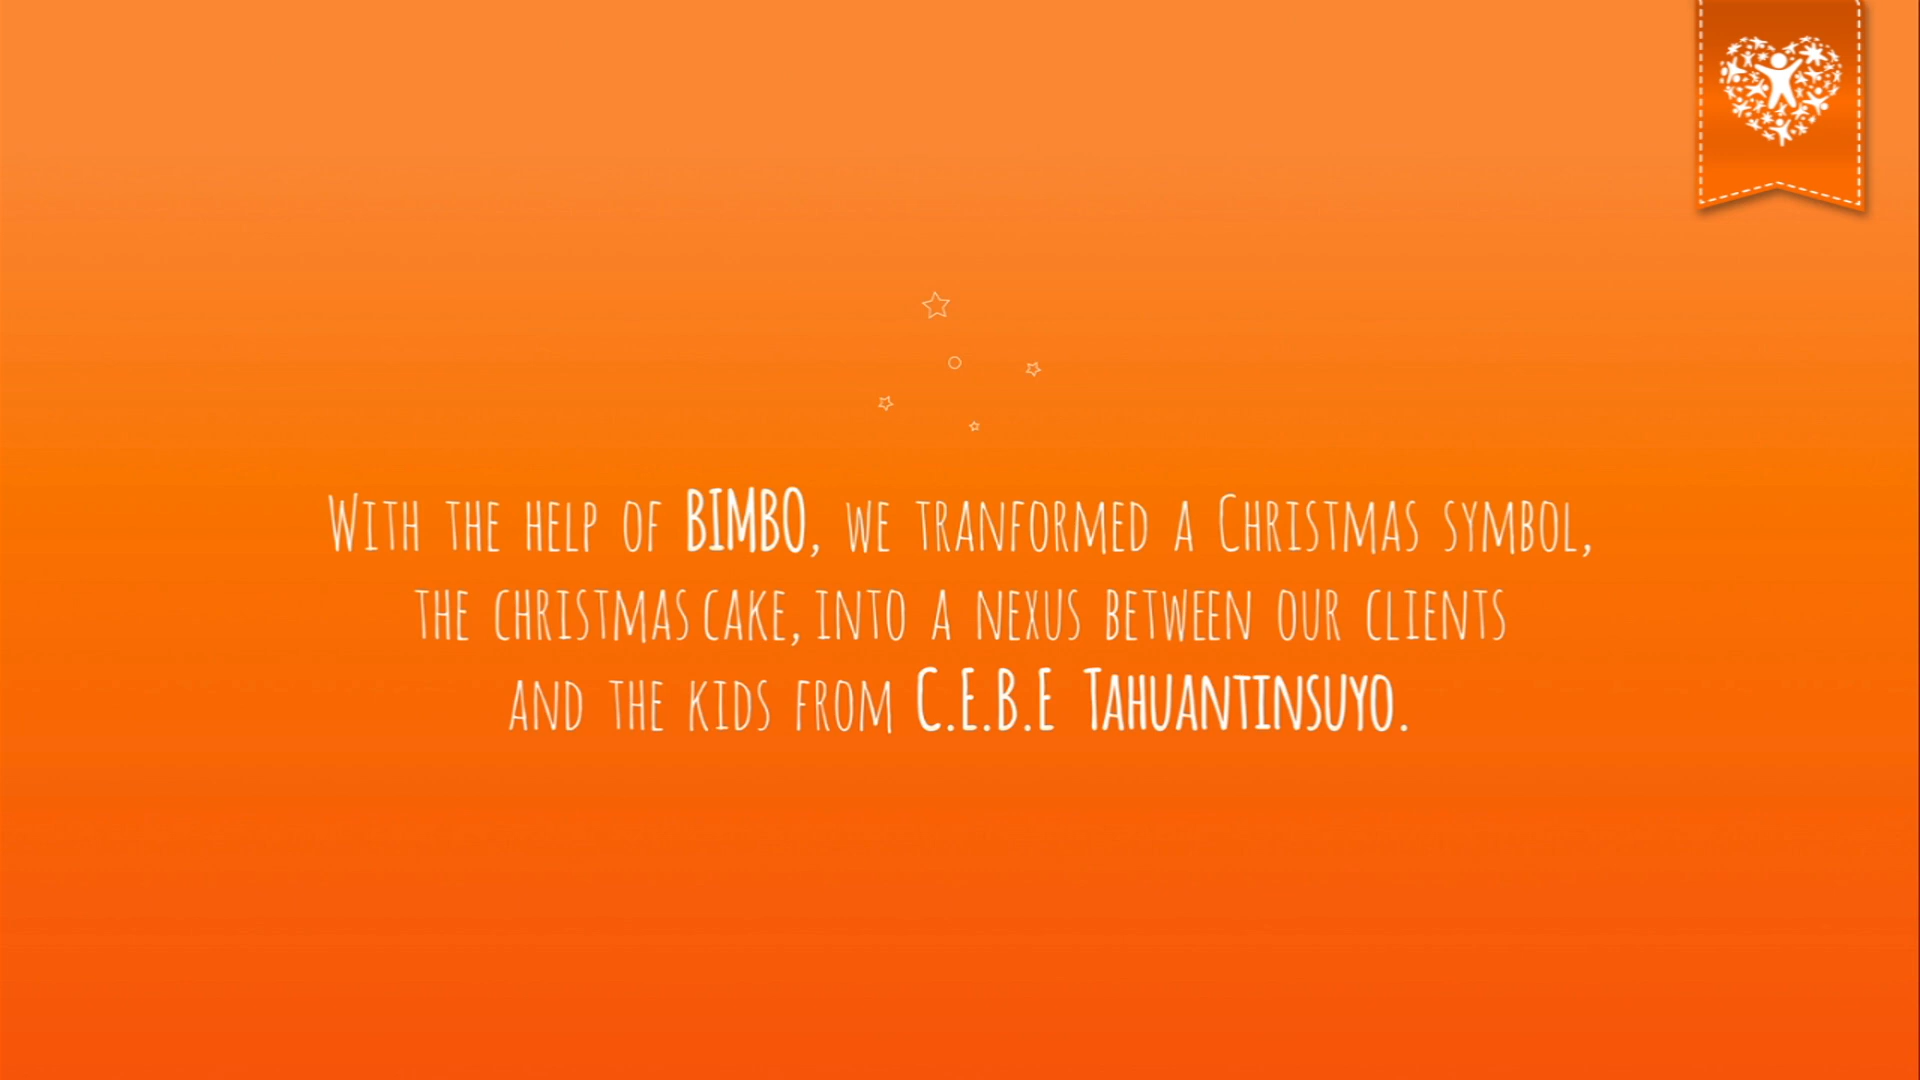 With the help of BIMBO, we tranformed a Christmas symbol,
the christmas cake, into a nexus between our clients
and the kids from C.E.B.E Tahuantinsuyo.